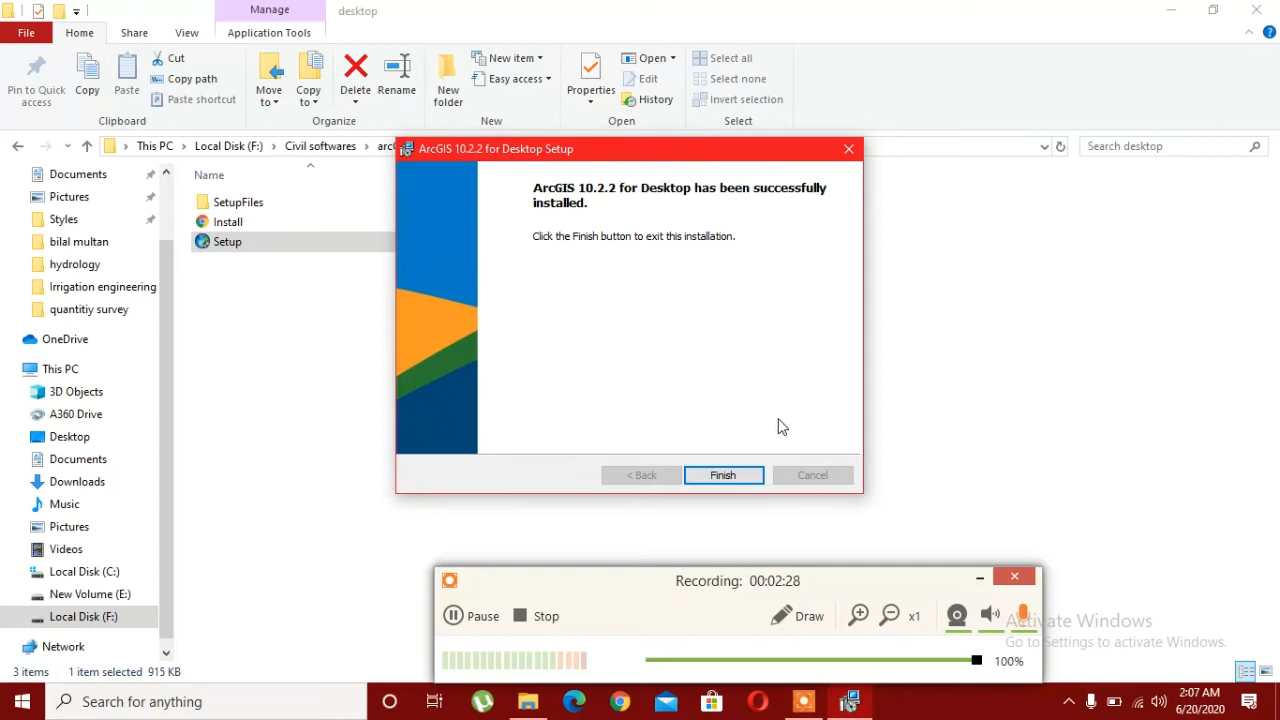 Manage
desktop
File
Home
Share
View
Application Tools
Pin to Quick
access
Copy
Paste
Cut
Copy path
Paste shortcut
Clipboard
Move
to
Copy
to
Delete
Rename
Organize
New
folder
New item
Easy access
New
Properties
Open
Edit
History
Open
Select all
Select none
Invert selection
Select
This PC
Local Disk (F:)
Civil softwares
Search desktop
ArcGIS 10.2.2 for Desktop Setup
ArcGIS 10.2.2 for Desktop has been successfully
installed.
Click the Finish button to exit this installation.
< Back
Finish
Cancel
Name
SetupFiles
Install
Setup
Documents
Pictures
Styles
bilal multan
hydrology
Irrigation engineering
quantitiy survey
OneDrive
This PC
3D Objects
A360 Drive
Desktop
Documents
Downloads
Music
Pictures
Videos
Local Disk (C:)
New Volume (E:)
Local Disk (F:)
Network
Recording: 00:02:28
Pause
Stop
Draw
x1
100%
Activate Windows
Go to Settings to activate Windows.
3 items
1 item selected 915 KB
Search for anything
2:07 AM
6/20/2020